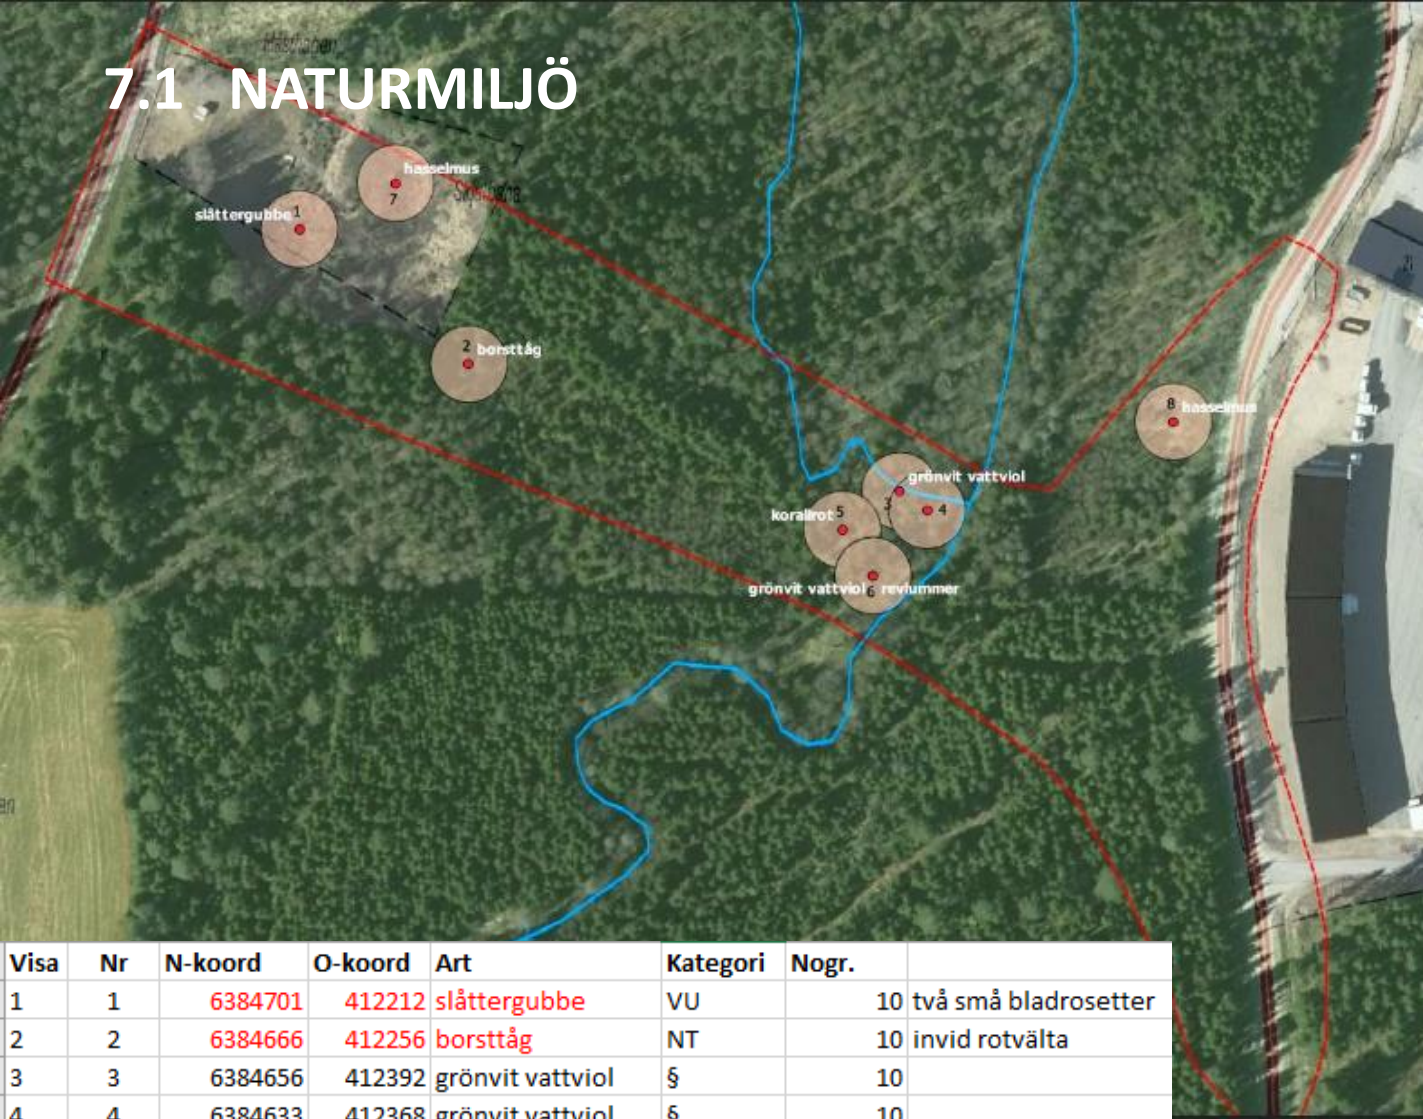 7.1 NATURMILJÖ
hasselmus
7
slåttergubbe 1
2 borsttåg
8 hasselmus
grönvit vattviol
3
4
korallrot 5
grönvit vattviol 6 revlummer
21
an
Visa Nr N-koord O-koord Art Kategori Nogr.
1 1 6384701 412212 slåttergubbe VU 10 två små bladrosetter
2 2 6384666 412256 borsttåg NT 10 invid rotvälta
3 3 6384656 412392 grönvit vattviol § 10
4 4 6384633 412368 grönvit vattviol § 10